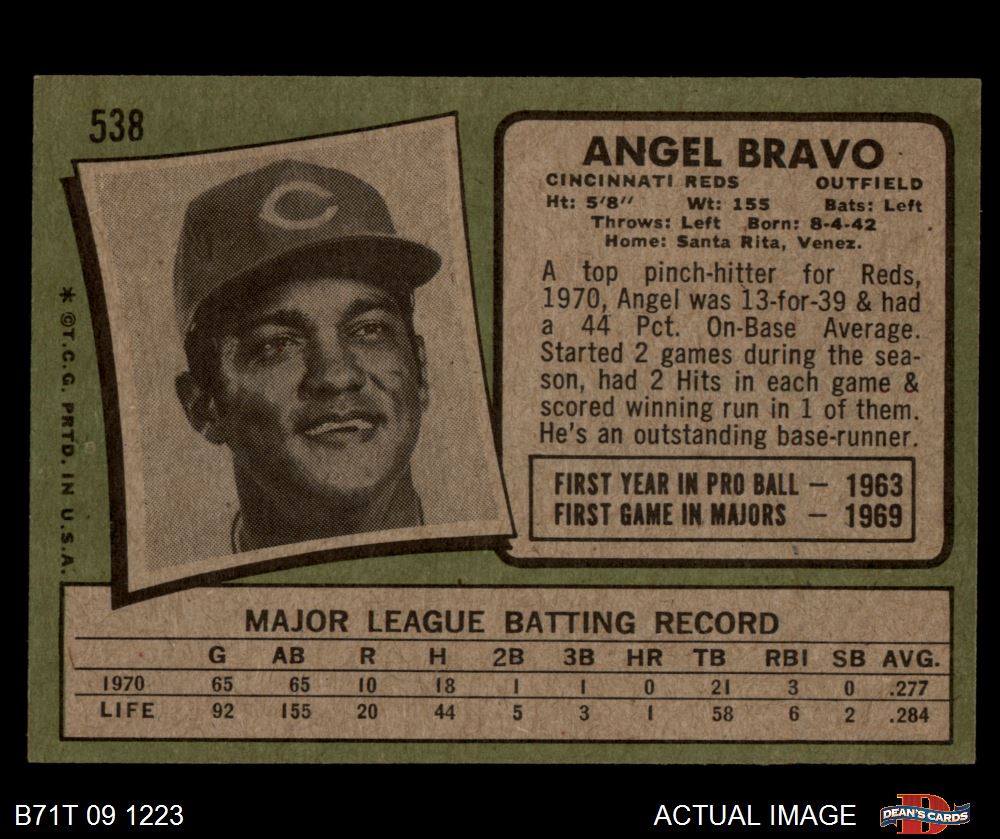 538
ANGEL BRAVO
CINCINNATI REDS OUTFIELD
Ht: 5'8" Wt: 155 Bats: Left
Throws: Left Born: 8-4-42
Home: Santa Rita, Venez.
A top pinch-hitter for Reds,
1970, Angel was 13-for-39 & had
a 44 Pct. On-Base Average.
Started 2 games during the sea-
son, had 2 Hits in each game &
scored winning run in 1 of them.
He's an outstanding base-runner.
FIRST YEAR IN PRO BALL — 1963
FIRST GAME IN MAJORS — 1969
* ©T.C.G. PRTD. IN U.S.A.
MAJOR LEAGUE BATTING RECORD
G AB R H 2B 3B HR TB RBI SB AVG.
1970 65 65 10 18 1 1 0 21 3 0 .277
LIFE 92 155 20 44 5 3 1 58 6 2 .284
B71T 09 1223
ACTUAL IMAGE
D
DEAN'S CARDS